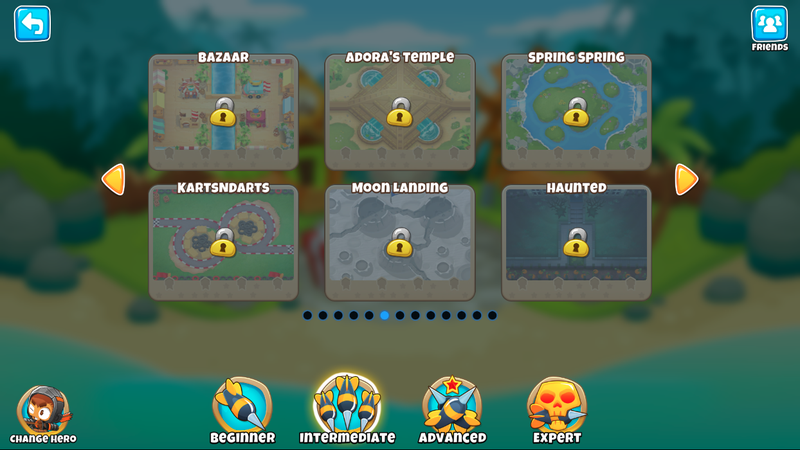 Friends
Bazaar
Adora's Temple
Spring Spring
KartsNDarts
Moon Landing
Haunted
Change Hero
Beginner
Intermediate
Advanced
Expert